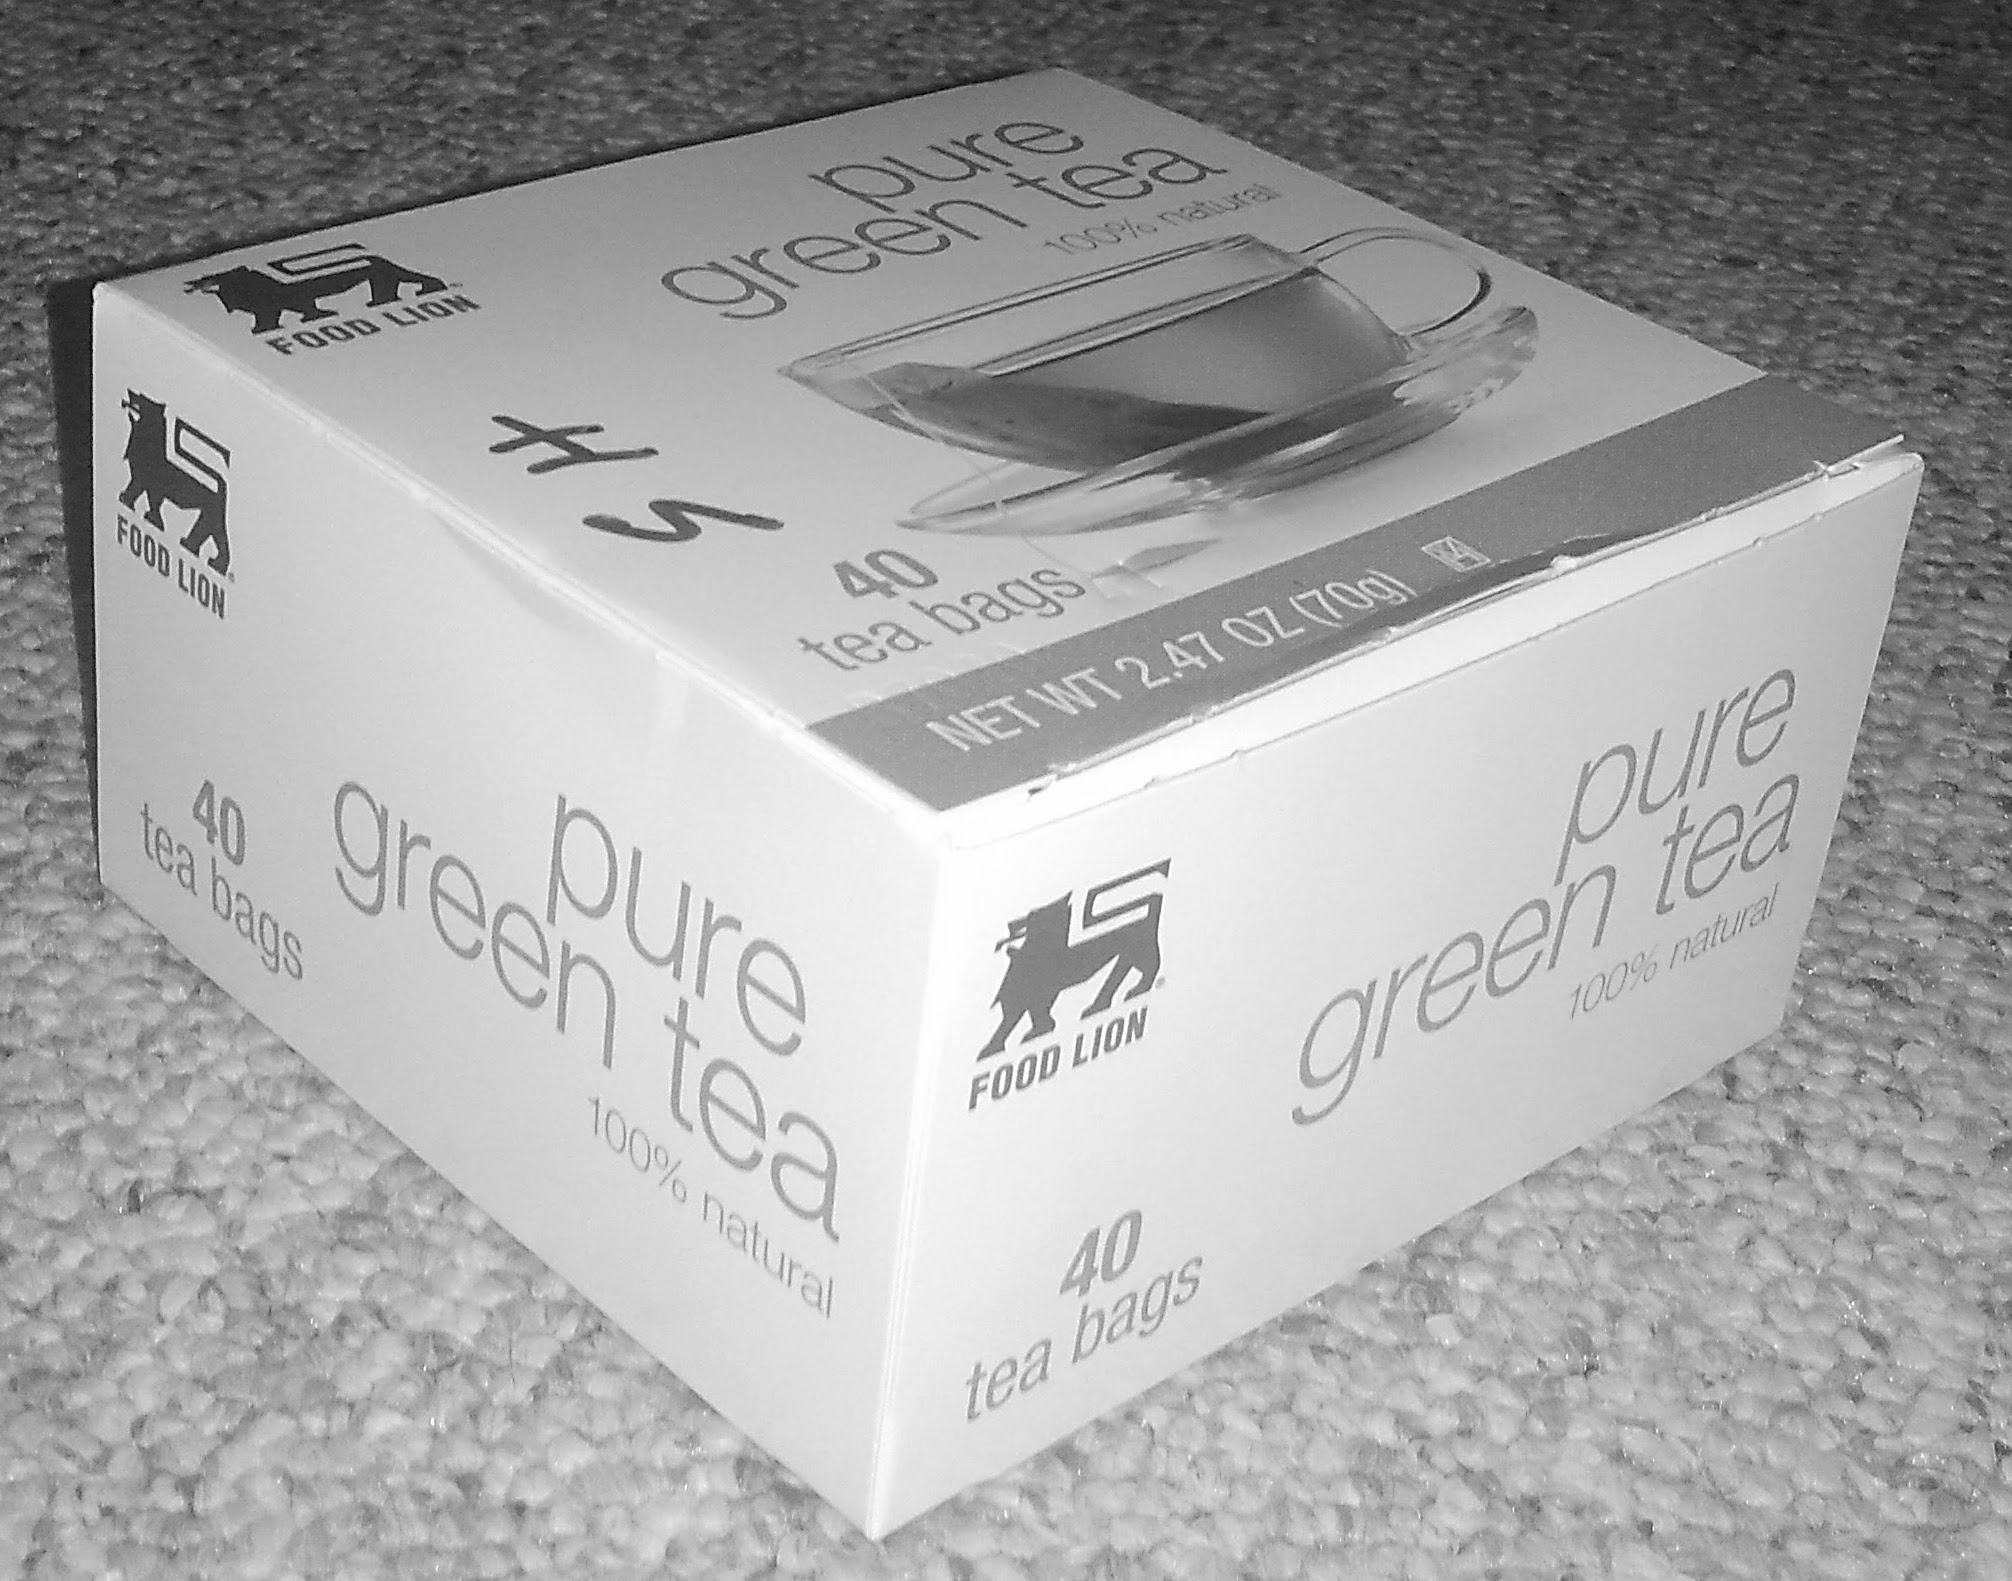 FOOD LION
pure
green tea
100% natural
HS
40
tea bags
NET WT 2.47 OZ (70g)
FOOD LION
40
tea bags
pure
green tea
100% natural
FOOD LION
pure
green tea
100% natural
40
tea bags